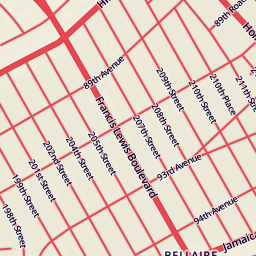 89th Road
89th Avenue
209th Street
210th Street
210th Place
211th
208th Street
207th Street
Francis Lewis Boulevard
205th Street
204th Street
202nd Street
201st Street
199th Street
198th Street
93rd Avenue
94th Avenue
BELLAIRE
Jamaica